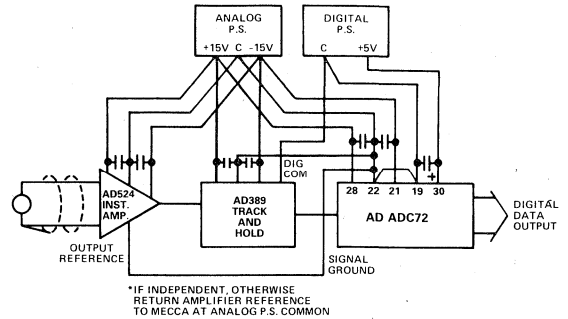 ANALOG
P.S.
+15V C -15V
DIGITAL
P.S.
C +5V
DIG
COM
28 22 21 19 30
+
AD524
INST.
AMP.
AD389
TRACK
AND
HOLD
AD ADC72
DIGITAL
DATA
OUTPUT
OUTPUT
REFERENCE
SIGNAL
GROUND
*IF INDEPENDENT, OTHERWISE
RETURN AMPLIFIER REFERENCE
TO MECCA AT ANALOG P.S. COMMON